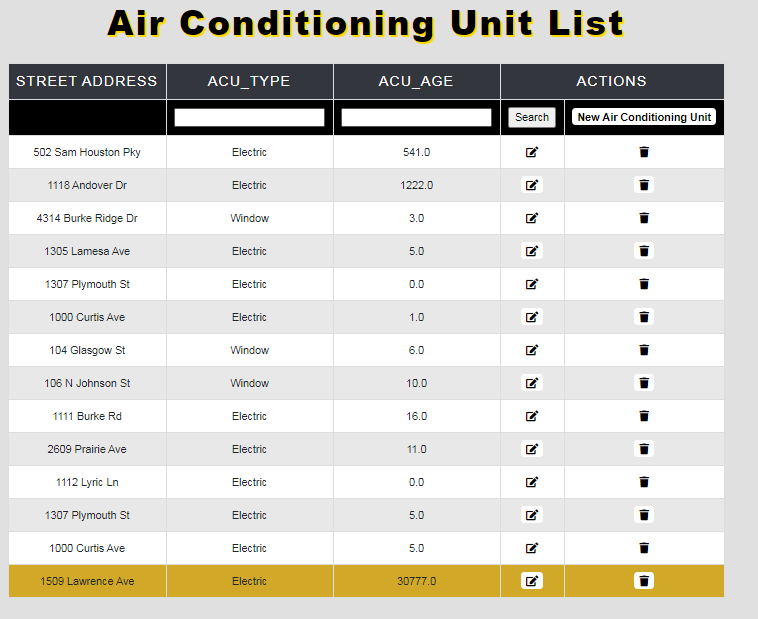 Air Conditioning Unit List
STREET ADDRESS ACU_TYPE ACU_AGE ACTIONS
Search New Air Conditioning Unit
502 Sam Houston Pky Electric 541.0
1118 Andover Dr Electric 1222.0
4314 Burke Ridge Dr Window 3.0
1305 Lamesa Ave Electric 5.0
1307 Plymouth St Electric 0.0
1000 Curtis Ave Electric 1.0
104 Glasgow St Window 6.0
106 N Johnson St Window 10.0
1111 Burke Rd Electric 16.0
2609 Prairie Ave Electric 11.0
1112 Lyric Ln Electric 0.0
1307 Plymouth St Electric 5.0
1000 Curtis Ave Electric 5.0
1509 Lawrence Ave Electric 30777.0